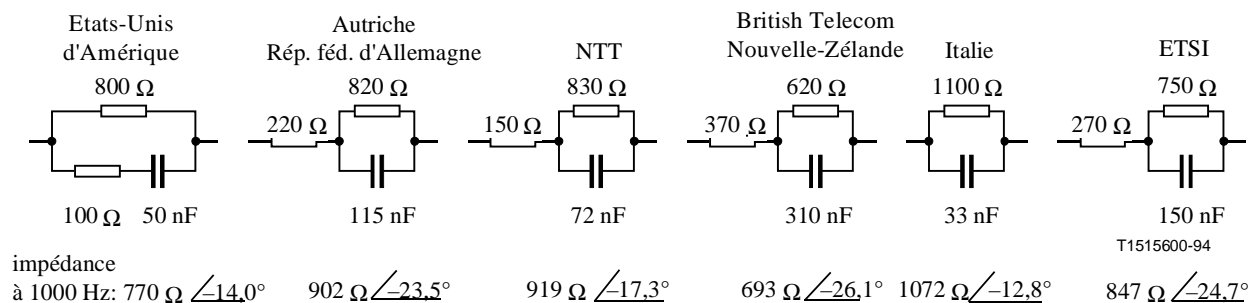 Etats-Unis
d'Amérique
Autriche
Rép. féd. d'Allemagne
NTT
British Telecom
Nouvelle-Zélande
Italie
ETSI
800 Ω
820 Ω
830 Ω
620 Ω
1100 Ω
750 Ω
220 Ω
150 Ω
370 Ω
270 Ω
100 Ω
50 nF
115 nF
72 nF
310 nF
33 nF
150 nF
T1515600-94
impédance
à 1000 Hz: 770 Ω ∠–14,0° 902 Ω ∠–23,5° 919 Ω ∠–17,3° 693 Ω ∠–26,1° 1072 Ω ∠–12,8° 847 Ω ∠–24,7°